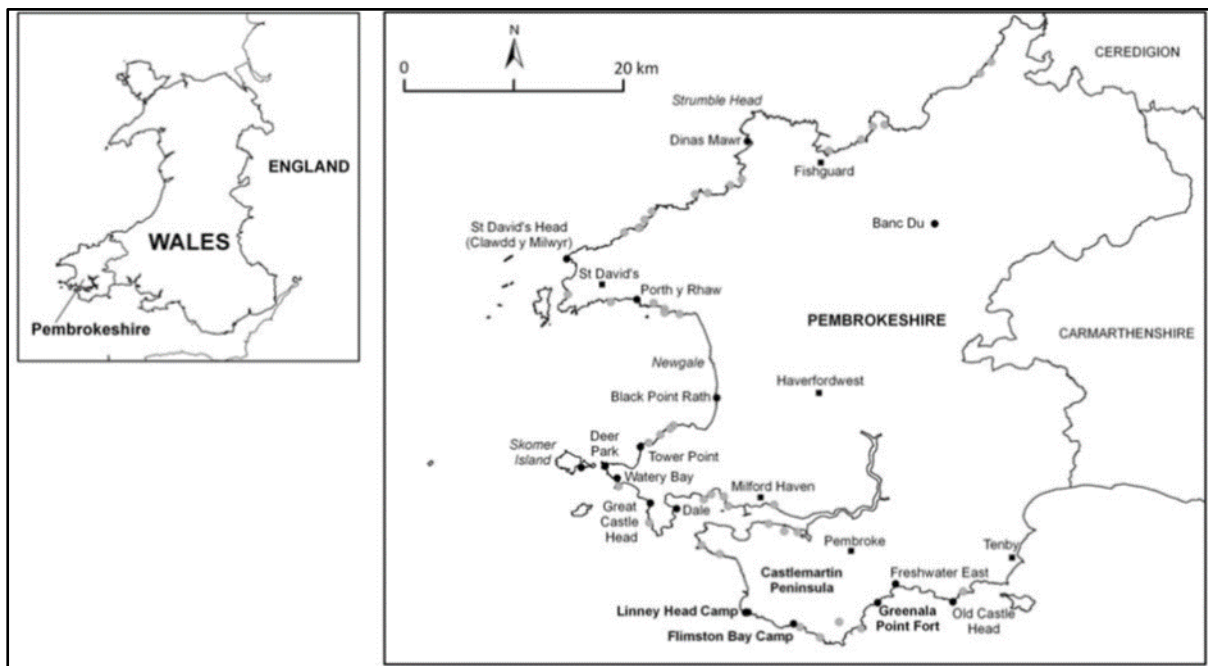 ENGLAND
WALES
Pembrokeshire
N
0
20 km
CEREDIGION
Strumble Head
Dinas Mawr
Fishguard
Banc Du
St David's Head
(Clawdd y Milwyr)
St David's
Porth y Rhaw
PEMBROKESHIRE
CARMARTHENSHIRE
Newgale
Haverfordwest
Black Point Rath
Skomer
Island
Deer
Park
Tower Point
Watery Bay
Milford Haven
Great
Castle
Head
Dale
Pembroke
Tenby
Castlemartin
Peninsula
Freshwater East
Linney Head Camp
Greenala
Point Fort
Old Castle
Head
Flimston Bay Camp